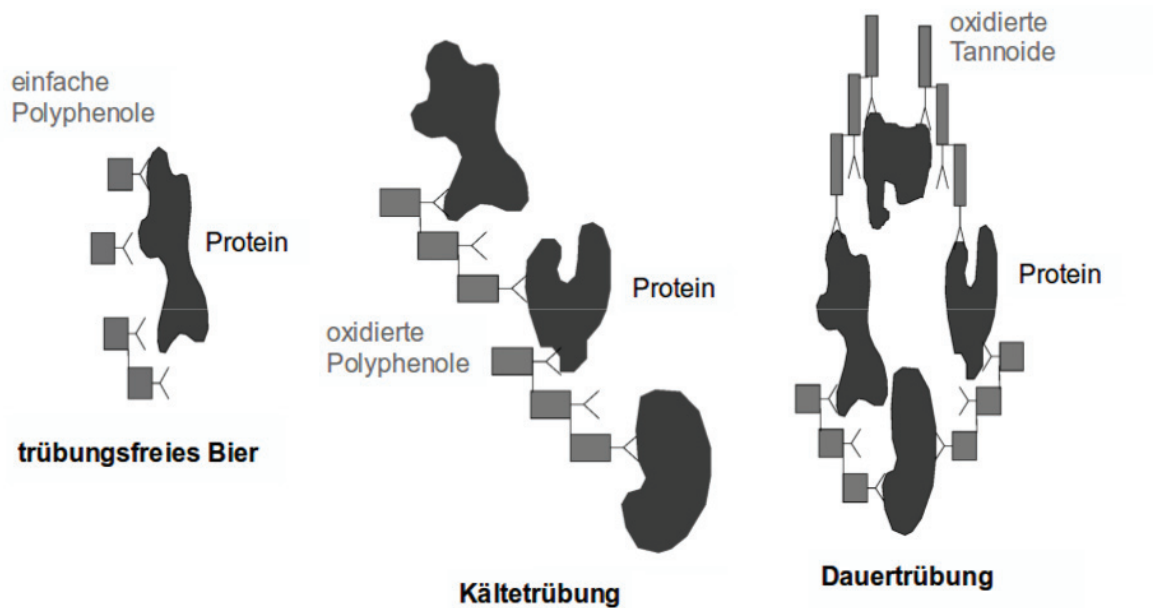 einfache
Polyphenole
Protein
trübungsfreies Bier
oxidierte
Polyphenole
Protein
Kältetrübung
oxidierte
Tannoide
Protein
Dauertrübung